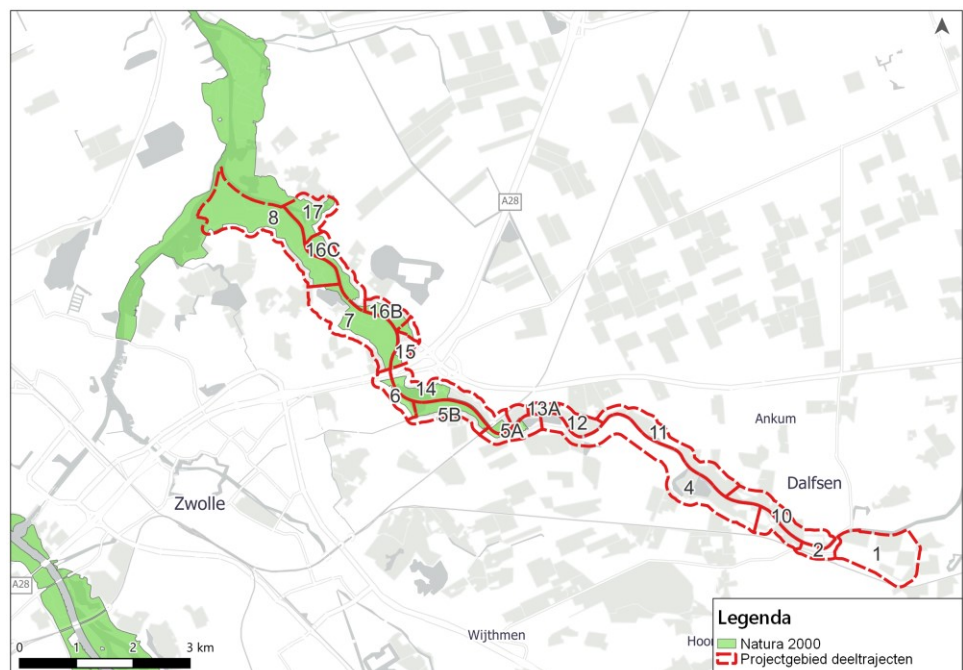 17
8
A28
16C
16B
7
15
14
6
5B
13A
5A
12
11
Ankum
4
Dalfsen
Zwolle
10
2
1
A28
Legenda
Natura 2000
Wijthmen
Hoor
0 1 2 3 km
Projectgebied deeltrajecten